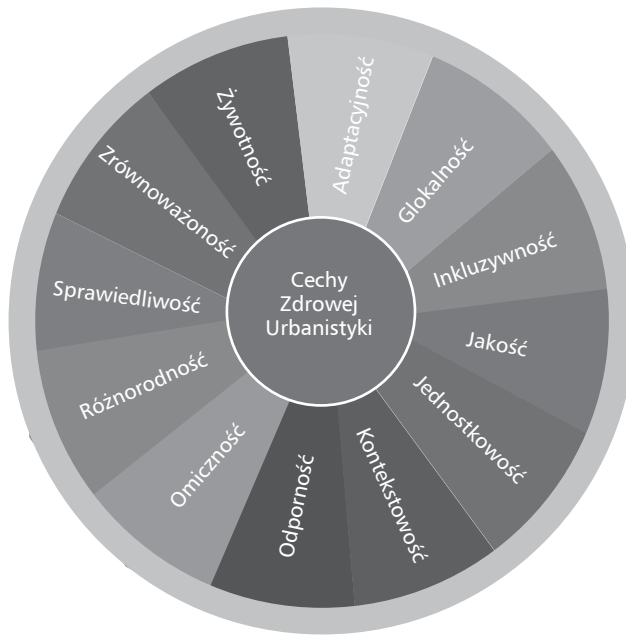 Cechy
Zdrowej
Urbanistyki
Adaptacyjność
Glokalność
Inkluzywność
Jakość
Jednostkowość
Kontekstowość
Odporność
Omiczność
Różnorodność
Sprawiedliwość
Zrównoważoność
Żywotność